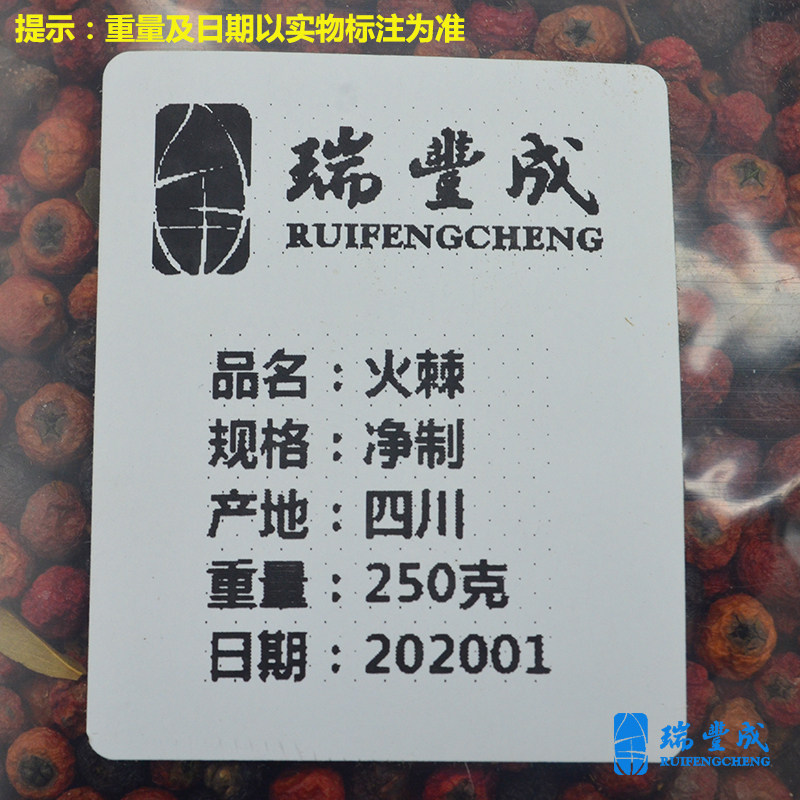 提示：重量及日期以实物标注为准
瑞豐成
RUIFENGCHENG
品名：火棘
规格：净制
产地：四川
重量：250克
日期：202001
瑞豐成
RUIFENGCHENG